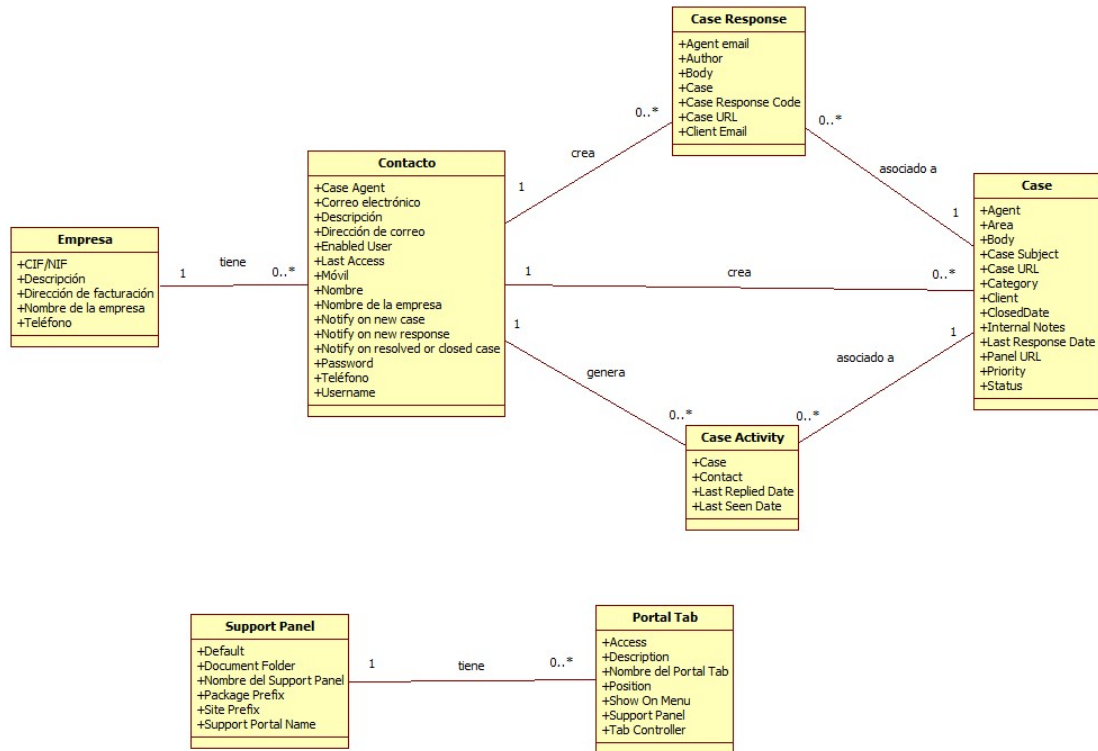 Case Response
+Agent email
+Author
+Body
+Case
+Case Response Code
+Case URL
+Client Email
0..*
0..*
crea
asociado a
1
1
Contacto
+Case Agent
+Correo electrónico
+Descripción
+Dirección de correo
+Enabled User
+Last Access
+Móvil
+Nombre
+Nombre de la empresa
+Notify on new case
+Notify on new response
+Notify on resolved or closed case
+Password
+Teléfono
+Username
Case
+Agent
+Area
+Body
+Case Subject
+Case URL
+Category
+Client
+ClosedDate
+Internal Notes
+Last Response Date
+Panel URL
+Priority
+Status
Empresa
+CIF/NIF
+Descripción
+Dirección de facturación
+Nombre de la empresa
+Teléfono
tiene
1
0..*
1
crea
0..*
1
1
genera
asociado a
0..*
0..*
Case Activity
+Case
+Contact
+Last Replied Date
+Last Seen Date
Support Panel
+Default
+Document Folder
+Nombre del Support Panel
+Package Prefix
+Site Prefix
+Support Portal Name
1
tiene
0..*
Portal Tab
+Access
+Description
+Nombre del Portal Tab
+Position
+Show On Menu
+Support Panel
+Tab Controller